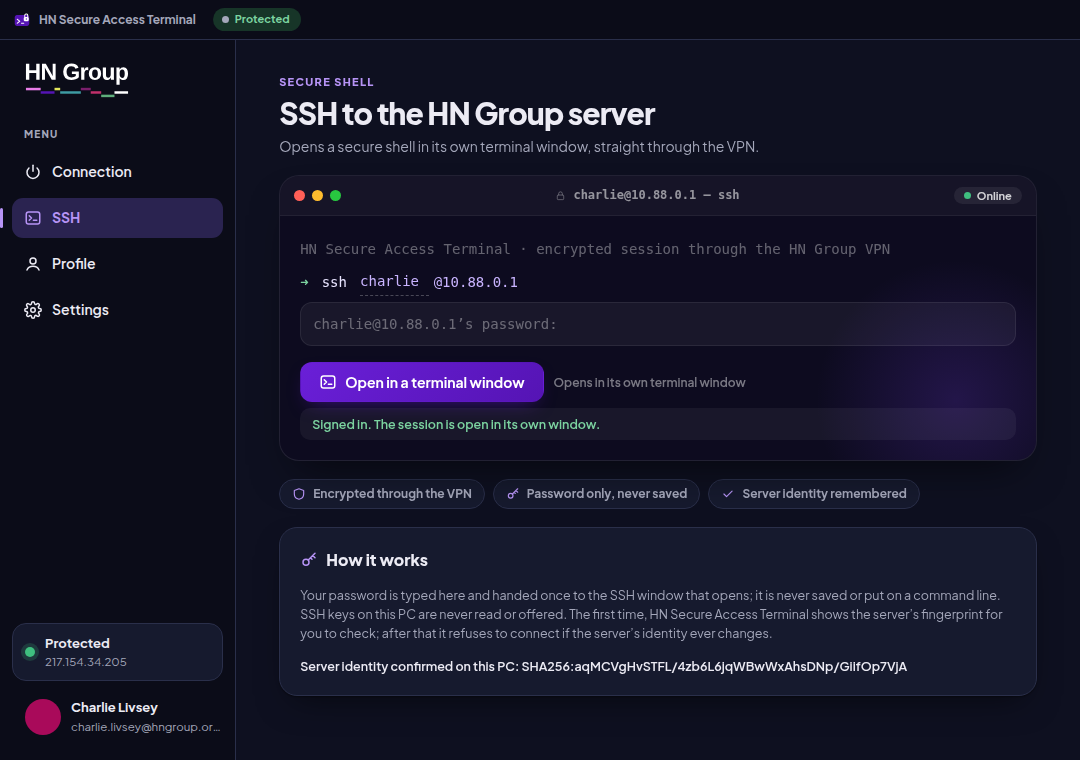 HN Secure Access Terminal
Protected
HN Group
MENU
Connection
SSH
Profile
Settings
Protected
217.154.34.205
Charlie Livsey
charlie.livsey@hngroup.or...
SECURE SHELL
SSH to the HN Group server
Opens a secure shell in its own terminal window, straight through the VPN.
charlie@10.88.0.1 — ssh
Online
HN Secure Access Terminal · encrypted session through the HN Group VPN
➜ ssh charlie @10.88.0.1
charlie@10.88.0.1’s password:
Open in a terminal window
Opens in its own terminal window
Signed in. The session is open in its own window.
Encrypted through the VPN
Password only, never saved
Server identity remembered
How it works
Your password is typed here and handed once to the SSH window that opens; it is never saved or put on a command line.
SSH keys on this PC are never read or offered. The first time, HN Secure Access Terminal shows the server’s fingerprint for
you to check; after that it refuses to connect if the server’s identity ever changes.
Server identity confirmed on this PC: SHA256:aqMCVgHvSTFL/4zb6L6jqWBwWxAhsDNp/GilfOp7VjA